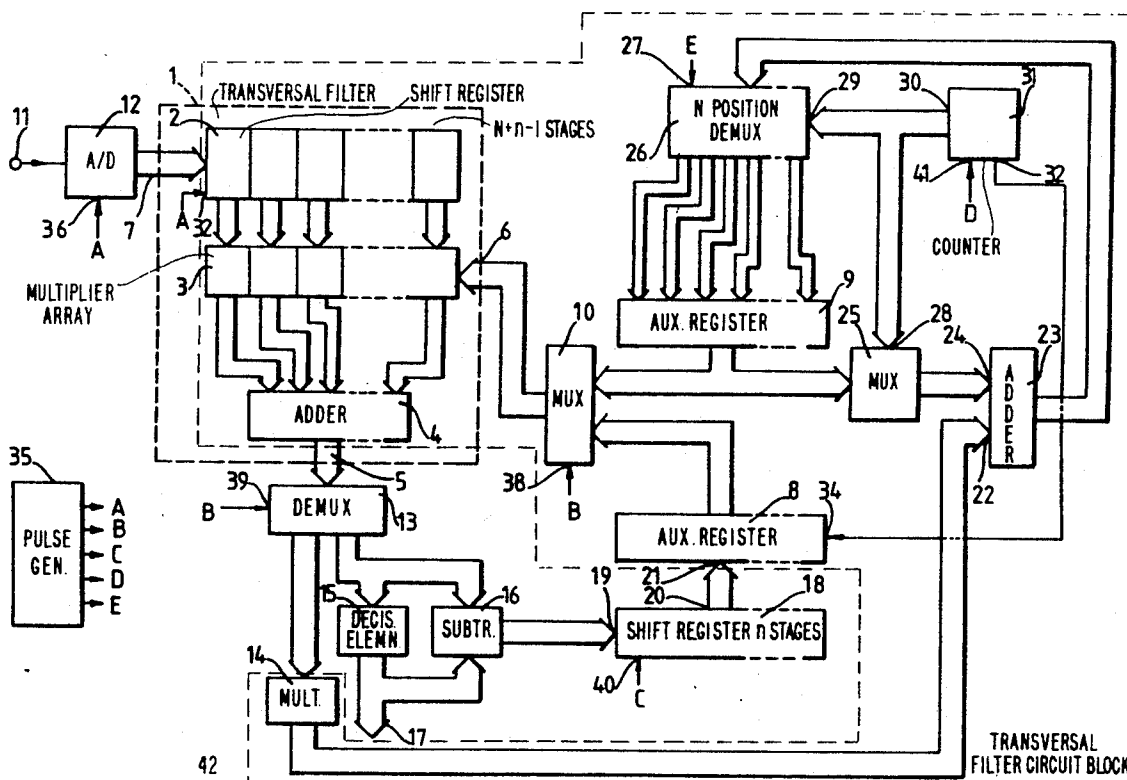 27
E
1
TRANSVERSAL FILTER
SHIFT REGISTER
N+n-1 STAGES
11
12
A/D
7
36
A
2
A
32
N POSITION
DEMUX
26
29
30
31
41
D
32
COUNTER
MULTIPLIER
ARRAY
3
6
AUX. REGISTER
9
10
MUX
38
B
25
MUX
28
24
ADDER
23
22
ADDER
4
5
35
PULSE
GEN.
A
B
C
D
E
39
B
DEMUX
13
8
AUX. REGISTER
34
21
20
18
15
DECIS.
ELEMN
16
SUBTR.
19
SHIFT REGISTER n STAGES
40
C
14
MULT.
17
42
TRANSVERSAL
FILTER CIRCUIT BLOCK